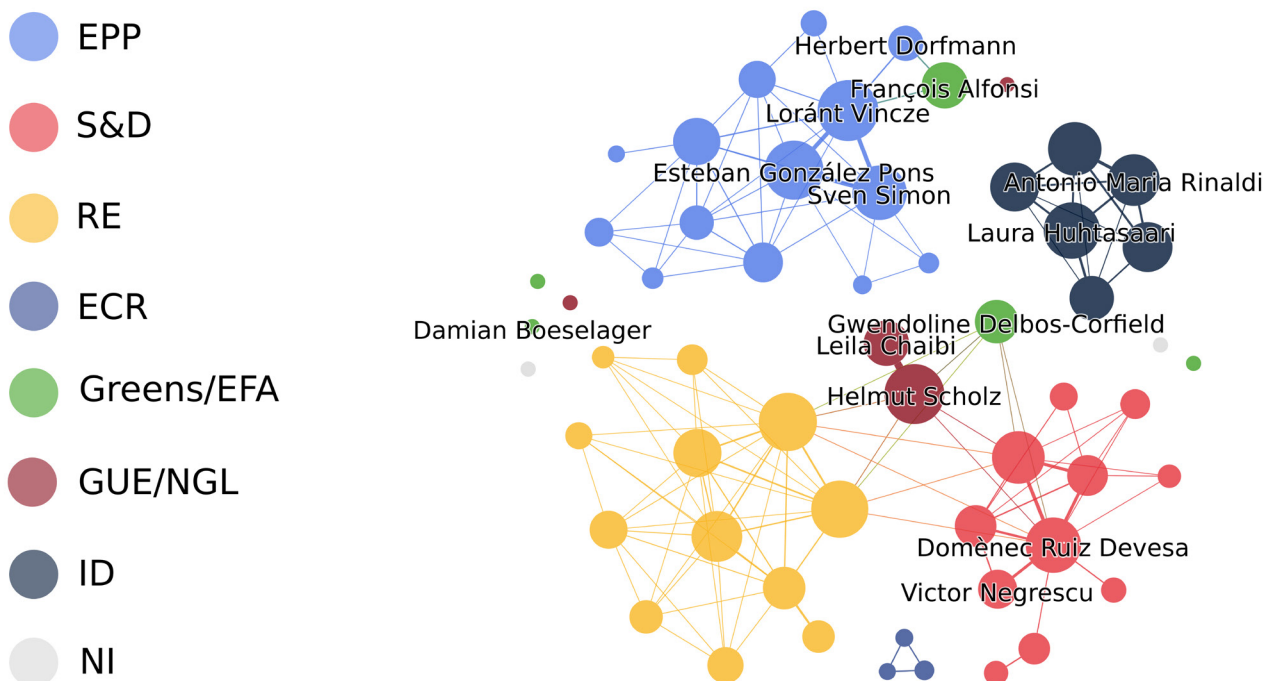 EPP
S&D
RE
ECR
Greens/EFA
GUE/NGL
ID
NI
Herbert Dorfmann
François Alfonsi
Loránt Vincze
Esteban González Pons
Sven Simon
Antonio Maria Rinaldi
Laura Huhtasaari
Damian Boeselager
Gwendoline Delbos-Corfield
Leila Chaibi
Helmut Scholz
Domènec Ruiz Devesa
Victor Negrescu